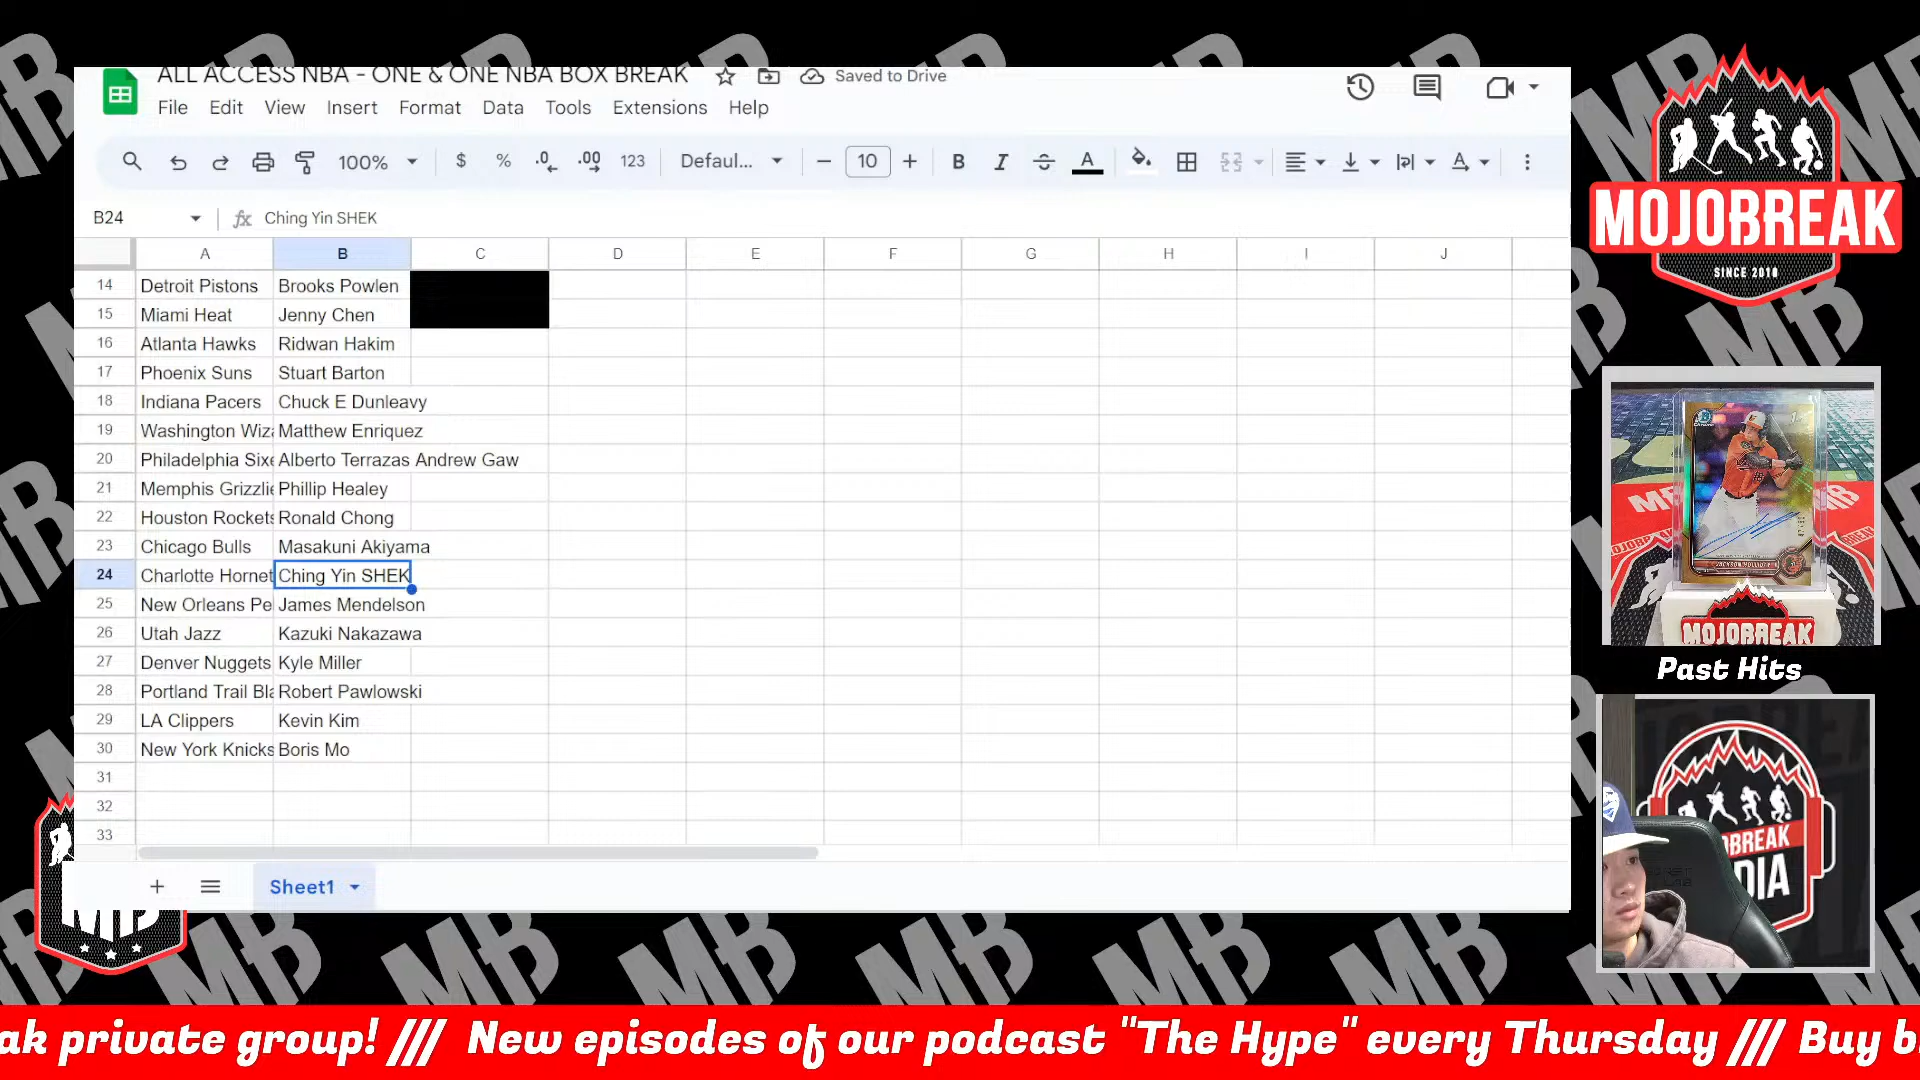 ALL ACCESS NBA - ONE & ONE NBA BOX BREAK
Saved to Drive
File Edit View Insert Format Data Tools Extensions Help
100% $ % .0 .00 123 Defaul... 10 B I A
B24 fx Ching Yin SHEK
A B C D E F G H I J
14 Detroit Pistons Brooks Powlen
15 Miami Heat Jenny Chen
16 Atlanta Hawks Ridwan Hakim
17 Phoenix Suns Stuart Barton
18 Indiana Pacers Chuck E Dunleavy
19 Washington Wiza Matthew Enriquez
20 Philadelphia Sixe Alberto Terrazas Andrew Gaw
21 Memphis Grizzlie Phillip Healey
22 Houston Rockets Ronald Chong
23 Chicago Bulls Masakuni Akiyama
24 Charlotte Hornet Ching Yin SHEK
25 New Orleans Pe James Mendelson
26 Utah Jazz Kazuki Nakazawa
27 Denver Nuggets Kyle Miller
28 Portland Trail Bla Robert Pawlowski
29 LA Clippers Kevin Kim
30 New York Knicks Boris Mo
31
32
33
Sheet1
MOJOBREAK
SINCE 2010
MOJOBREAK
Past Hits
MB
ak private group! /// New episodes of our podcast "The Hype" every Thursday /// Buy b